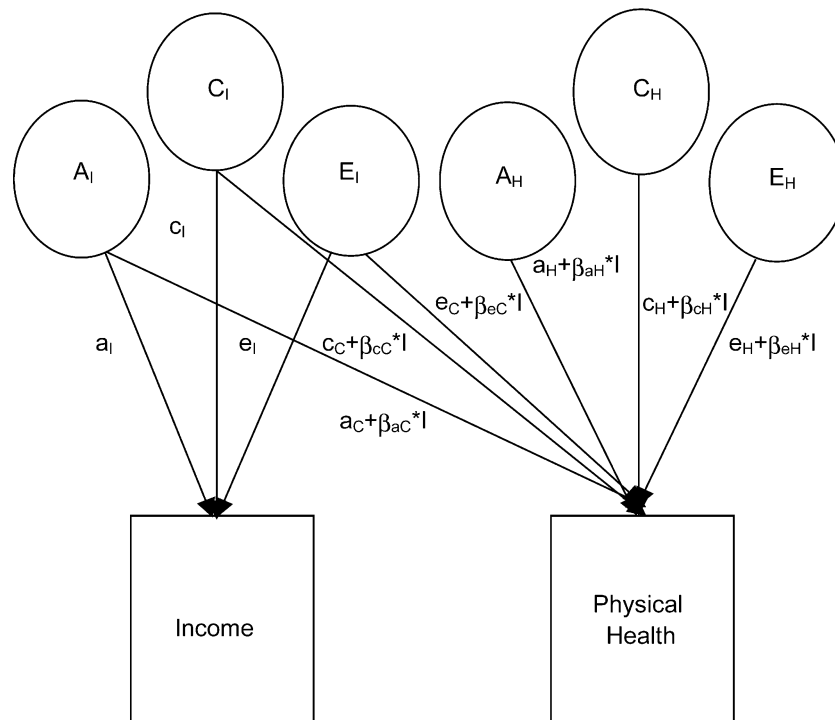 C_I
C_H
A_I
E_I
A_H
E_H
c_I
a_H+β_aH*I
e_C+β_eC*I
c_H+β_cH*I
a_I
e_I
c_C+β_cC*I
e_H+β_eH*I
a_C+β_aC*I
Income
Physical
Health